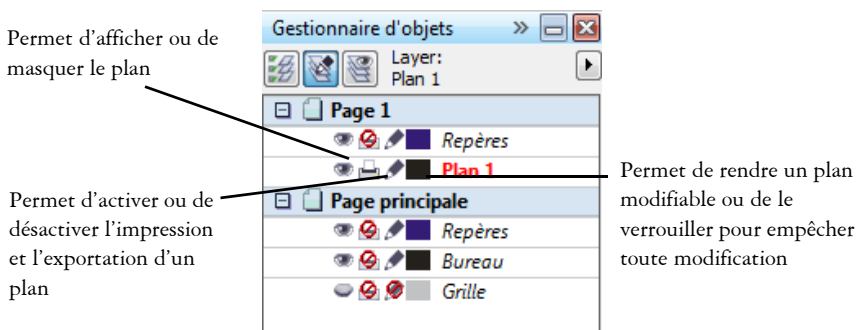 Permet d'afficher ou de
masquer le plan
Gestionnaire d'objets
Layer:
Plan 1
Page 1
Repères
Plan 1
Permet d'activer ou de
désactiver l'impression
et l'exportation d'un
plan
Permet de rendre un plan
modifiable ou de le
verrouiller pour empêcher
toute modification
Page principale
Repères
Bureau
Grille